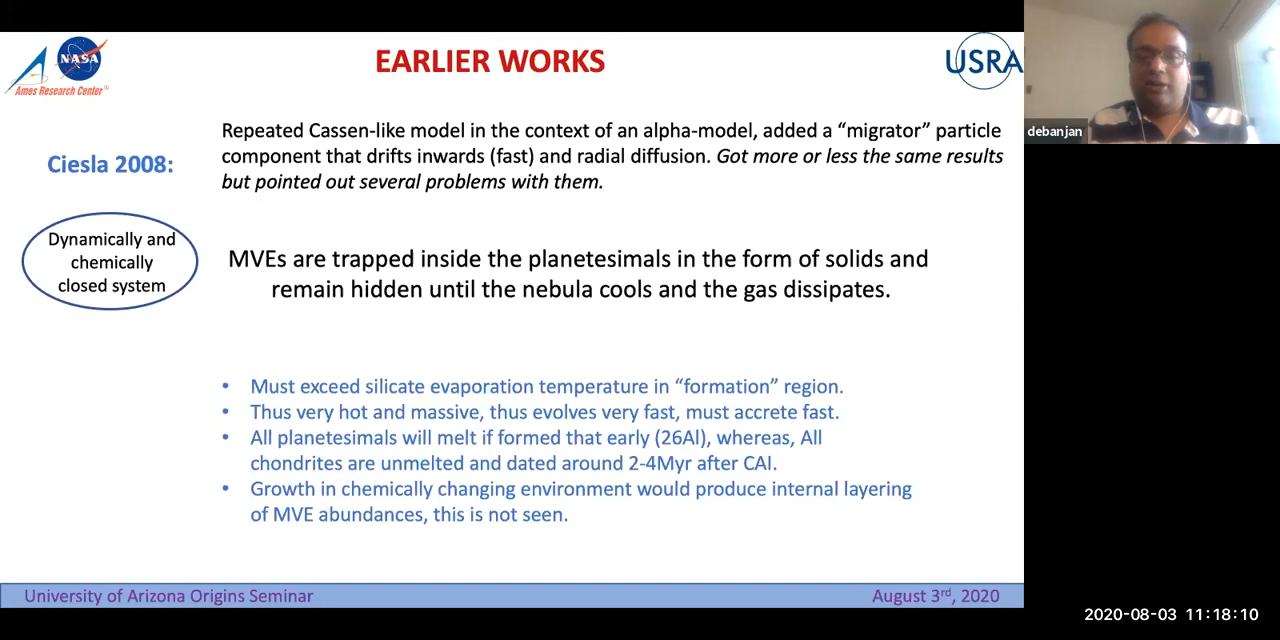 NASA
Ames Research Center
EARLIER WORKS
USRA
debanjan
Ciesla 2008:
Repeated Cassen-like model in the context of an alpha-model, added a “migrator” particle
component that drifts inwards (fast) and radial diffusion. Got more or less the same results
but pointed out several problems with them.
Dynamically and
chemically
closed system
MVEs are trapped inside the planetesimals in the form of solids and
remain hidden until the nebula cools and the gas dissipates.
• Must exceed silicate evaporation temperature in “formation” region.
• Thus very hot and massive, thus evolves very fast, must accrete fast.
• All planetesimals will melt if formed that early (26Al), whereas, All
chondrites are unmelted and dated around 2-4Myr after CAI.
• Growth in chemically changing environment would produce internal layering
of MVE abundances, this is not seen.
University of Arizona Origins Seminar
August 3rd, 2020
2020-08-03 11:18:10